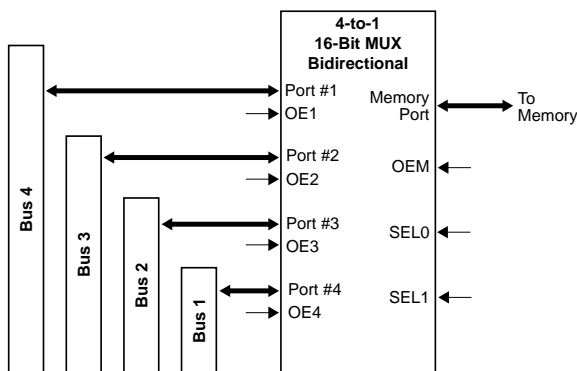 4-to-1
16-Bit MUX
Bidirectional
Port #1
OE1
Memory
Port
To
Memory
Port #2
OE2
OEM
Port #3
OE3
SEL0
Port #4
OE4
SEL1
Bus 4
Bus 3
Bus 2
Bus 1